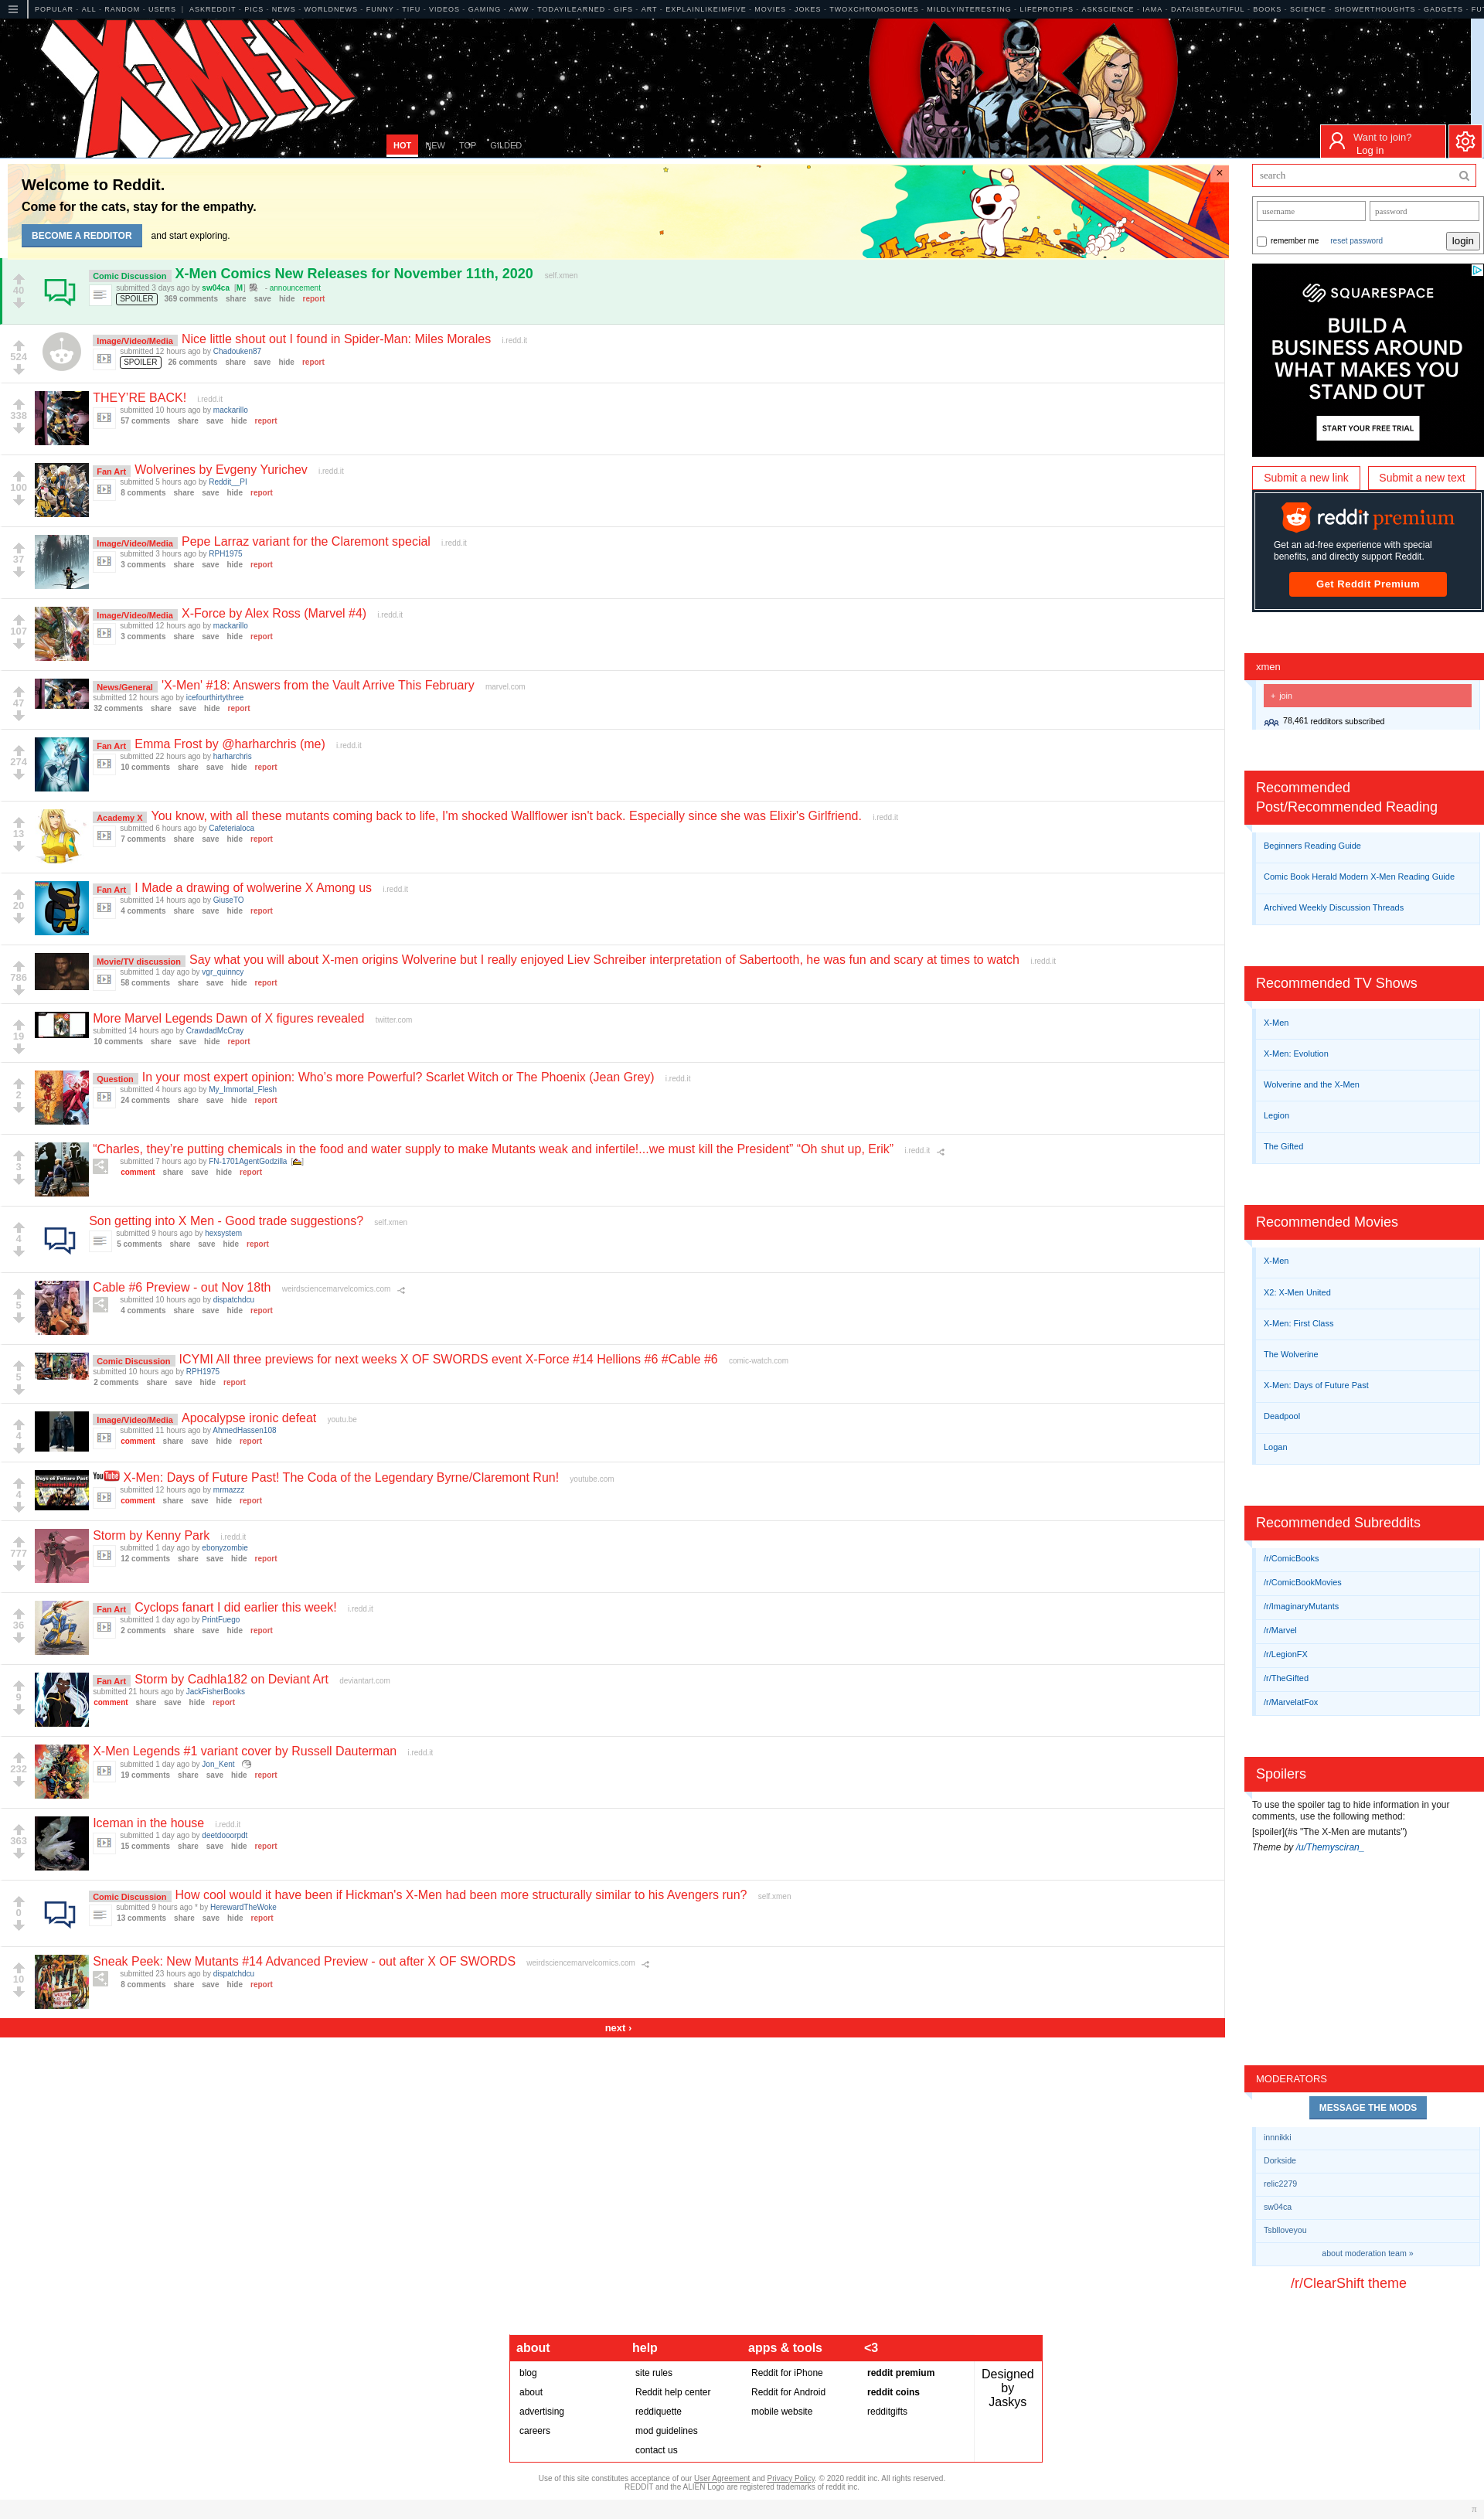 POPULAR - ALL - RANDOM - USERS | ASKREDDIT - PICS - NEWS - WORLDNEWS - FUNNY - TIFU - VIDEOS - GAMING - AWW - TODAYILEARNED - GIFS - ART - EXPLAINLIKEIMFIVE - MOVIES - JOKES - TWOXCHROMOSOMES - MILDLYINTERESTING - LIFEPROTIPS - ASKSCIENCE - IAMA - DATAISBEAUTIFUL - BOOKS - SCIENCE - SHOWERTHOUGHTS - GADGETS - FUT
X-MEN
HOT NEW TOP GILDED
Want to join?
Log in
Welcome to Reddit.
Come for the cats, stay for the empathy.
BECOME A REDDITOR and start exploring.
×
40
Comic Discussion X-Men Comics New Releases for November 11th, 2020 self.xmen
submitted 3 days ago by sw04ca [M] - announcement
SPOILER 369 comments share save hide report
524
Image/Video/Media Nice little shout out I found in Spider-Man: Miles Morales i.redd.it
submitted 12 hours ago by Chadouken87
SPOILER 26 comments share save hide report
338
THEY'RE BACK! i.redd.it
submitted 10 hours ago by mackarillo
57 comments share save hide report
100
Fan Art Wolverines by Evgeny Yurichev i.redd.it
submitted 5 hours ago by Reddit__PI
8 comments share save hide report
37
Image/Video/Media Pepe Larraz variant for the Claremont special i.redd.it
submitted 3 hours ago by RPH1975
3 comments share save hide report
107
Image/Video/Media X-Force by Alex Ross (Marvel #4) i.redd.it
submitted 12 hours ago by mackarillo
3 comments share save hide report
47
News/General 'X-Men' #18: Answers from the Vault Arrive This February marvel.com
submitted 12 hours ago by icefourthirtythree
32 comments share save hide report
274
Fan Art Emma Frost by @harharchris (me) i.redd.it
submitted 22 hours ago by harharchris
10 comments share save hide report
13
Academy X You know, with all these mutants coming back to life, I'm shocked Wallflower isn't back. Especially since she was Elixir's Girlfriend. i.redd.it
submitted 6 hours ago by Cafeterialoca
7 comments share save hide report
20
Fan Art I Made a drawing of wolwerine X Among us i.redd.it
submitted 14 hours ago by GiuseTO
4 comments share save hide report
786
Movie/TV discussion Say what you will about X-men origins Wolverine but I really enjoyed Liev Schreiber interpretation of Sabertooth, he was fun and scary at times to watch i.redd.it
submitted 1 day ago by vgr_quinncy
58 comments share save hide report
19
More Marvel Legends Dawn of X figures revealed twitter.com
submitted 14 hours ago by CrawdadMcCray
10 comments share save hide report
2
Question In your most expert opinion: Who's more Powerful? Scarlet Witch or The Phoenix (Jean Grey) i.redd.it
submitted 4 hours ago by My_Immortal_Flesh
24 comments share save hide report
3
“Charles, they’re putting chemicals in the food and water supply to make Mutants weak and infertile!...we must kill the President” “Oh shut up, Erik” i.redd.it
submitted 7 hours ago by FN-1701AgentGodzilla
comment share save hide report
4
Son getting into X Men - Good trade suggestions? self.xmen
submitted 9 hours ago by hexsystem
5 comments share save hide report
5
Cable #6 Preview - out Nov 18th weirdsciencemarvelcomics.com
submitted 10 hours ago by dispatchdcu
4 comments share save hide report
5
Comic Discussion ICYMI All three previews for next weeks X OF SWORDS event X-Force #14 Hellions #6 #Cable #6 comic-watch.com
submitted 10 hours ago by RPH1975
2 comments share save hide report
4
Image/Video/Media Apocalypse ironic defeat youtu.be
submitted 11 hours ago by AhmedHassen108
comment share save hide report
4
Days of Future Past
YouTube X-Men: Days of Future Past! The Coda of the Legendary Byrne/Claremont Run! youtube.com
submitted 12 hours ago by mrmazzz
comment share save hide report
777
Storm by Kenny Park i.redd.it
submitted 1 day ago by ebonyzombie
12 comments share save hide report
36
Fan Art Cyclops fanart I did earlier this week! i.redd.it
submitted 1 day ago by PrintFuego
2 comments share save hide report
9
Fan Art Storm by Cadhla182 on Deviant Art deviantart.com
submitted 21 hours ago by JackFisherBooks
comment share save hide report
232
X-Men Legends #1 variant cover by Russell Dauterman i.redd.it
submitted 1 day ago by Jon_Kent
19 comments share save hide report
363
Iceman in the house i.redd.it
submitted 1 day ago by deetdooorpdt
15 comments share save hide report
0
Comic Discussion How cool would it have been if Hickman's X-Men had been more structurally similar to his Avengers run? self.xmen
submitted 9 hours ago * by HerewardTheWoke
13 comments share save hide report
10
Sneak Peek: New Mutants #14 Advanced Preview - out after X OF SWORDS weirdsciencemarvelcomics.com
submitted 23 hours ago by dispatchdcu
8 comments share save hide report
next ›
search
username password
remember me reset password login
SQUARESPACE
BUILD A
BUSINESS AROUND
WHAT MAKES YOU
STAND OUT
START YOUR FREE TRIAL
Submit a new link Submit a new text
reddit premium
Get an ad-free experience with special
benefits, and directly support Reddit.
Get Reddit Premium
xmen
+ join
78,461 redditors subscribed
Recommended
Post/Recommended Reading
Beginners Reading Guide
Comic Book Herald Modern X-Men Reading Guide
Archived Weekly Discussion Threads
Recommended TV Shows
X-Men
X-Men: Evolution
Wolverine and the X-Men
Legion
The Gifted
Recommended Movies
X-Men
X2: X-Men United
X-Men: First Class
The Wolverine
X-Men: Days of Future Past
Deadpool
Logan
Recommended Subreddits
/r/ComicBooks
/r/ComicBookMovies
/r/ImaginaryMutants
/r/Marvel
/r/LegionFX
/r/TheGifted
/r/MarvelatFox
Spoilers
To use the spoiler tag to hide information in your
comments, use the following method:
[spoiler](#s "The X-Men are mutants")
Theme by /u/Themysciran_
MODERATORS
MESSAGE THE MODS
innnikki
Dorkside
relic2279
sw04ca
Tsblloveyou
about moderation team »
/r/ClearShift theme
about help apps & tools <3
blog site rules Reddit for iPhone reddit premium
about Reddit help center Reddit for Android reddit coins
advertising reddiquette mobile website redditgifts
careers mod guidelines
contact us
Designed
by
Jaskys
Use of this site constitutes acceptance of our User Agreement and Privacy Policy. © 2020 reddit inc. All rights reserved.
REDDIT and the ALIEN Logo are registered trademarks of reddit inc.
π